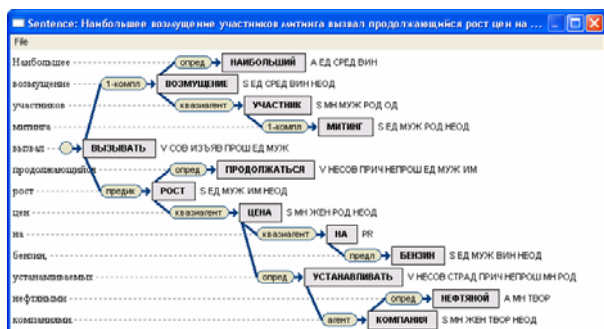 Sentence: Наибольшее возмущение участников митинга вызвал продолжающийся рост цен на ...
File
Наибольшее опред НАИБОЛЬШИЙ A ЕД СРЕД ВИН
возмущение 1-компл ВОЗМУЩЕНИЕ S ЕД СРЕД ВИН НЕОД
участников квазиагент УЧАСТНИК S МН МУЖ РОД ОД
митинга 1-компл МИТИНГ S ЕД МУЖ РОД НЕОД
вызвал ВЫЗЫВАТЬ V СОВ ИЗЪЯВ ПРОШ ЕД МУЖ
продолжающийся опред ПРОДОЛЖАТЬСЯ V НЕСОВ ПРИЧ НЕПРОШ ЕД МУЖ ИМ
рост предик РОСТ S ЕД МУЖ ИМ НЕОД
цен квазиагент ЦЕНА S МН ЖЕН РОД НЕОД
на квазиагент НА PR
бензин, предл БЕНЗИН S ЕД МУЖ ВИН НЕОД
устанавливаемых опред УСТАНАВЛИВАТЬ V НЕСОВ СТРАД ПРИЧ НЕПРОШ МН РОД
нефтяными опред НЕФТЯНОЙ A МН ТВОР
компаниями агент КОМПАНИЯ S МН ЖЕН ТВОР НЕОД